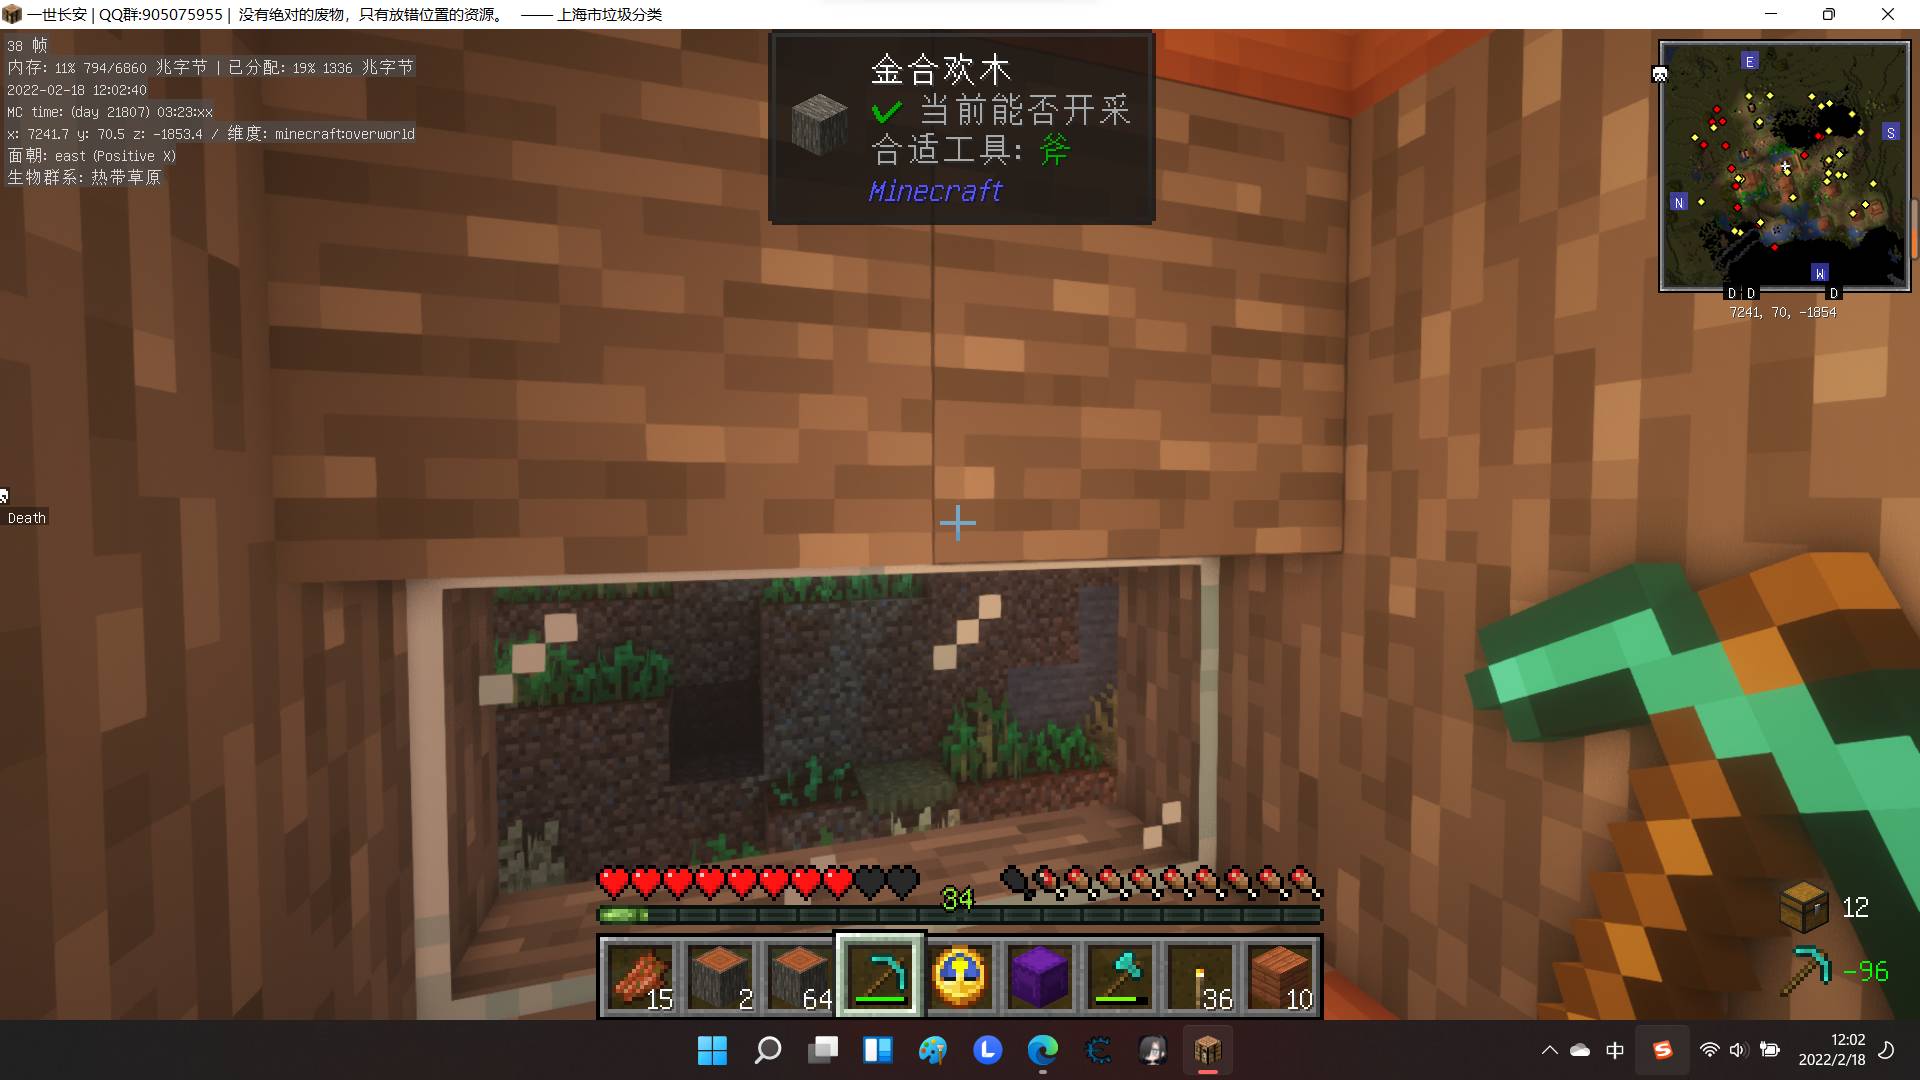 一世长安 | QQ群:905075955 | 没有绝对的废物，只有放错位置的资源。 —— 上海市垃圾分类
38 帧
内存: 11% 794/6860 兆字节 | 已分配: 19% 1336 兆字节
2022-02-18 12:02:40
MC time: (day 21807) 03:23:xx
x: 7241.7 y: 70.5 z: -1853.4 / 维度: minecraft:overworld
面朝: east (Positive X)
生物群系: 热带草原
金合欢木
当前能否开采
合适工具: 斧
Minecraft
E
S
N
W
D D D
7241, 70, -1854
Death
34
12
-96
15 2 64 36 10
中
12:02
2022/2/18